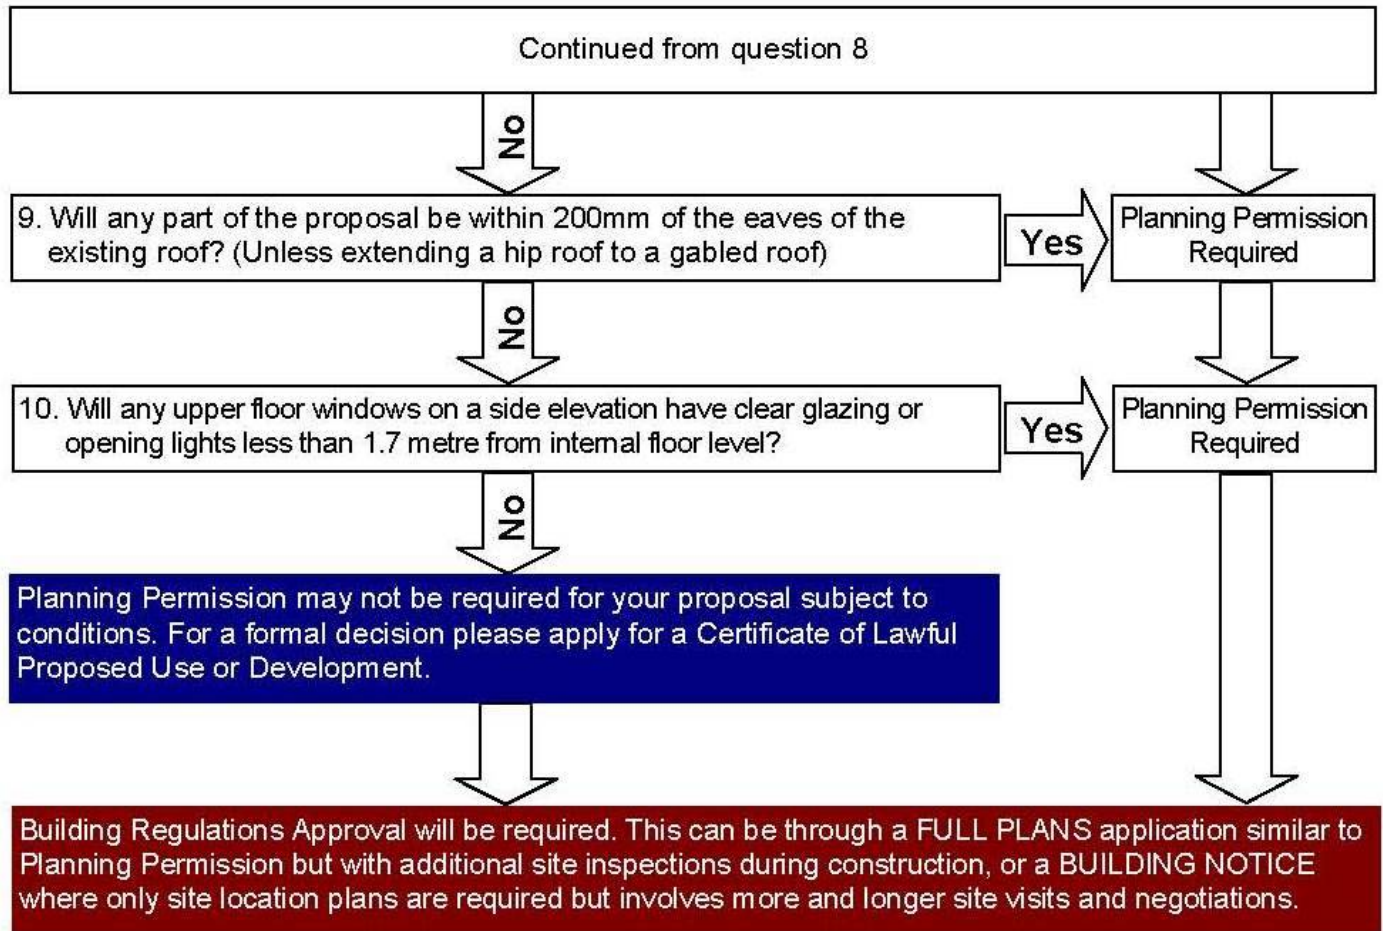 Continued from question 8
No
9. Will any part of the proposal be within 200mm of the eaves of the
existing roof? (Unless extending a hip roof to a gabled roof)
Yes
Planning Permission
Required
No
10. Will any upper floor windows on a side elevation have clear glazing or
opening lights less than 1.7 metre from internal floor level?
Yes
Planning Permission
Required
No
Planning Permission may not be required for your proposal subject to
conditions. For a formal decision please apply for a Certificate of Lawful
Proposed Use or Development.
Building Regulations Approval will be required. This can be through a FULL PLANS application similar to
Planning Permission but with additional site inspections during construction, or a BUILDING NOTICE
where only site location plans are required but involves more and longer site visits and negotiations.